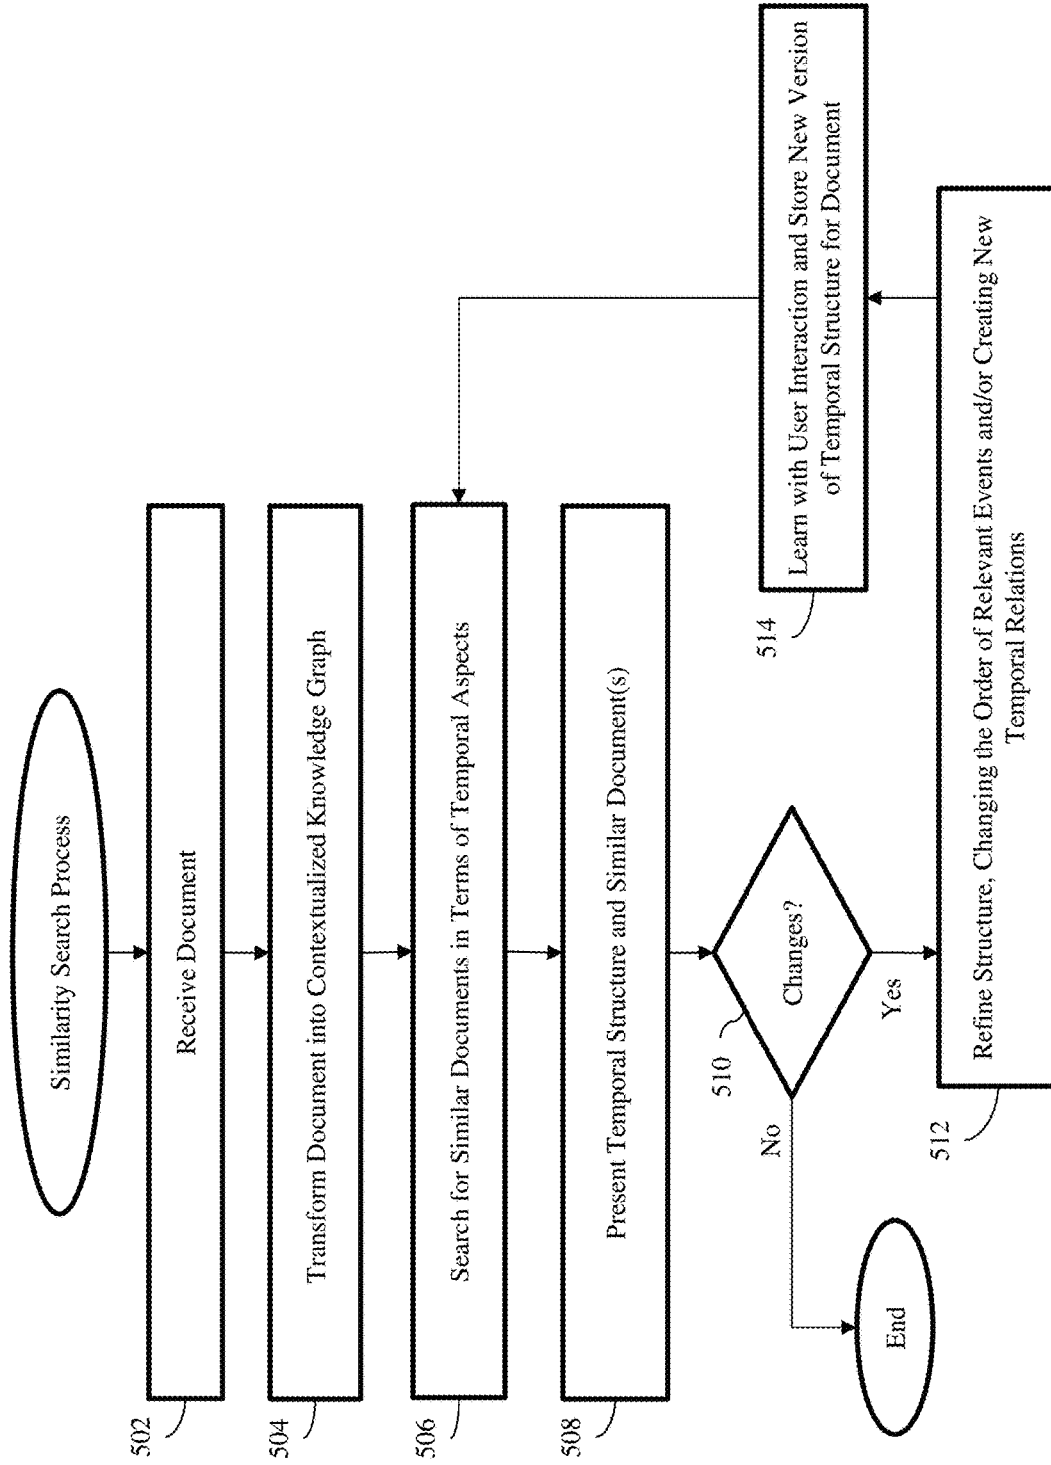 Similarity Search Process
502
Receive Document
504
Transform Document into Contextualized Knowledge Graph
506
Search for Similar Documents in Terms of Temporal Aspects
508
Present Temporal Structure and Similar Document(s)
510
Changes?
No
Yes
End
512
Refine Structure, Changing the Order of Relevant Events and/or Creating New
Temporal Relations
514
Learn with User Interaction and Store New Version
of Temporal Structure for Document